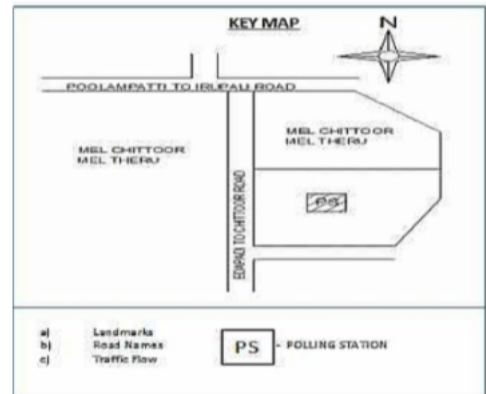 KEY MAP
N
POOLAMPATTI TO IRUPALI ROAD
MEL CHITTOOR
MEL THERU
MEL CHITTOOR
MEL THERU
EDAPADI TO CHITTOOR ROAD
PS
a) Landmarks
b) Road Names
c) Traffic Flow
PS - POLLING STATION